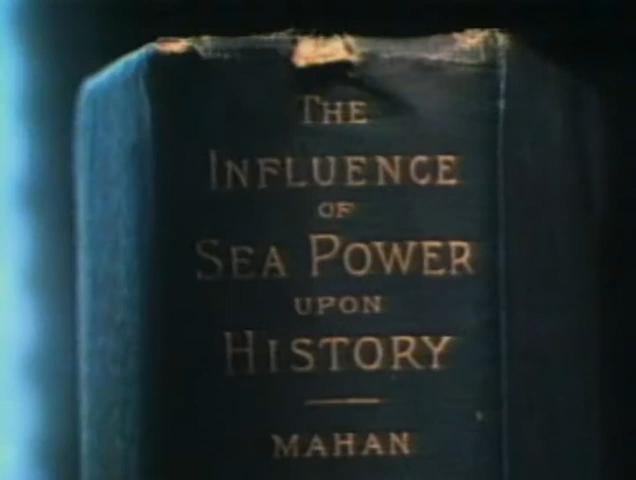 THE
INFLUENCE
OF
SEA POWER
UPON
HISTORY
MAHAN